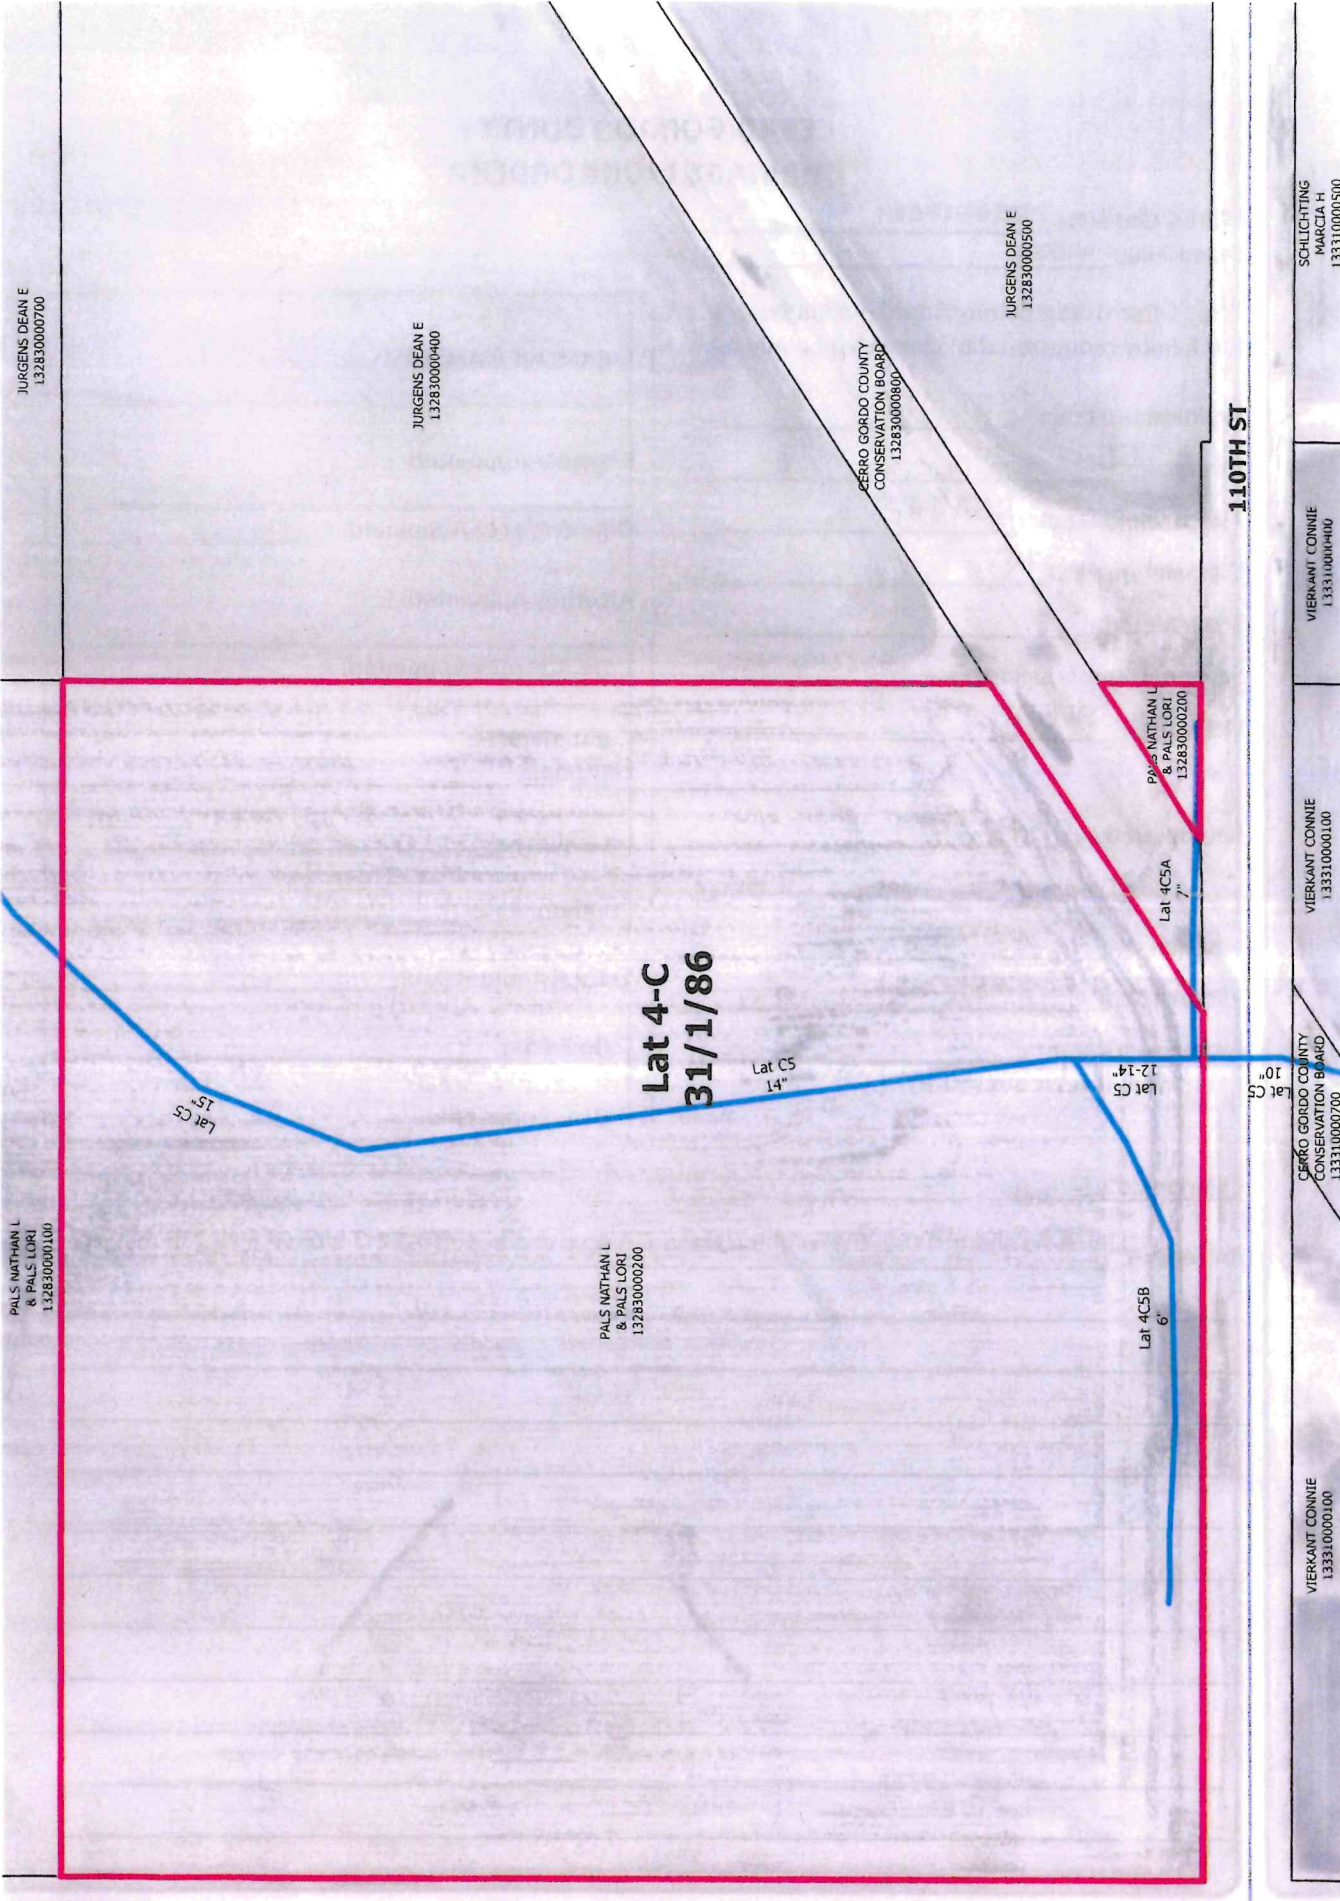 JURGENS DEAN E
132830000700
JURGENS DEAN E
132830000400
JURGENS DEAN E
132830000500
SCHLICHTING
MARCIA H
133310000500
CERRO GORDO COUNTY
CONSERVATION BOARD
132830000800
110TH ST
VIERKANT CONNIE
133310000400
PALS NATHAN L
& PALS LORI
132830000200
Lat 4C5A
7"
VIERKANT CONNIE
133310000100
Lat 4-C
31/1/86
Lat C5
15"
Lat C5
14"
Lat C5
12-14"
Lat C5
10"
CERRO GORDO COUNTY
CONSERVATION BOARD
133310000700
PALS NATHAN L
& PALS LORI
132830000100
PALS NATHAN L
& PALS LORI
132830000200
Lat 4C5B
6"
VIERKANT CONNIE
133310000100